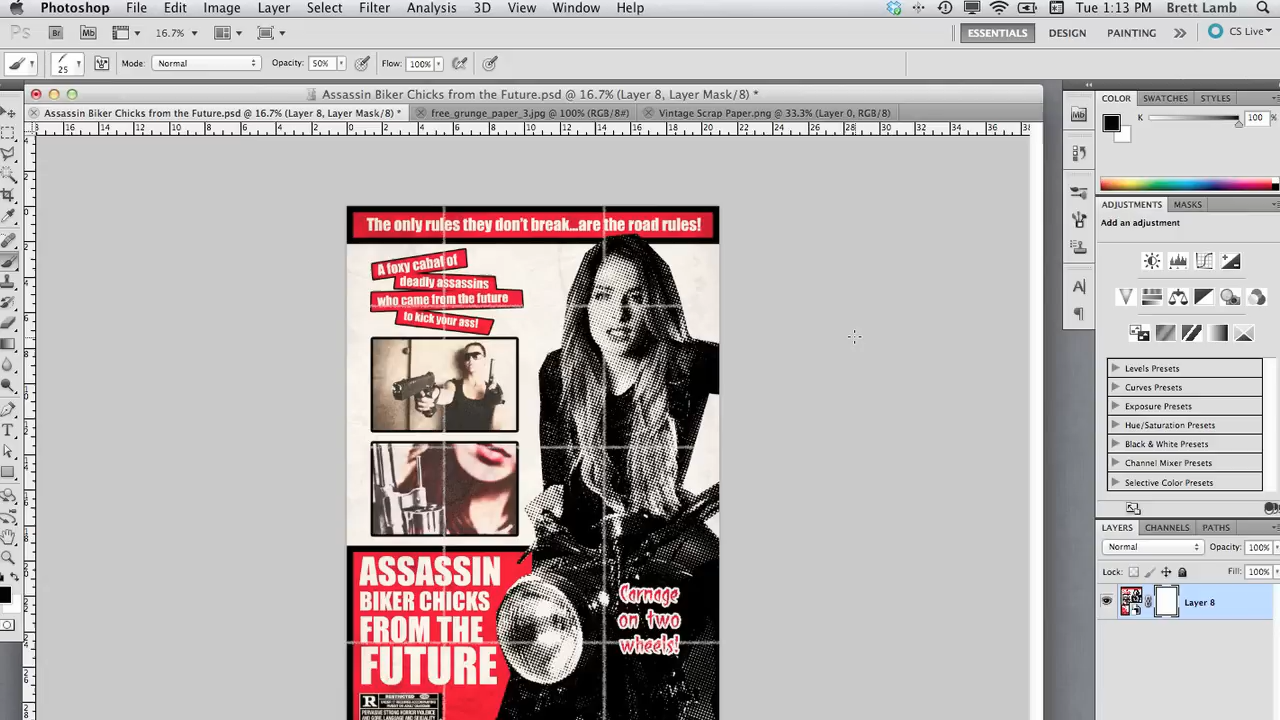 Photoshop File Edit Image Layer Select Filter Analysis 3D View Window Help Tue 1:13 PM Brett Lamb
Ps Br Mb 16.7% ESSENTIALS DESIGN PAINTING CS Live
25 Mode: Normal Opacity: 50% Flow: 100%
Assassin Biker Chicks from the Future.psd @ 16.7% (Layer 8, Layer Mask/8) *
Assassin Biker Chicks from the Future.psd @ 16.7% (Layer 8, Layer Mask/8) * free_grunge_paper_3.jpg @ 100% (RGB/8#) Vintage Scrap Paper.png @ 33.3% (Layer 0, RGB/8)
The only rules they don't break...are the road rules!
A foxy cabal of
deadly assassins
who came from the future
to kick your ass!
ASSASSIN
BIKER CHICKS
FROM THE
FUTURE
Carnage
on two
wheels!
R RESTRICTED
COLOR SWATCHES STYLES
K 100 %
ADJUSTMENTS MASKS
Add an adjustment
Levels Presets
Curves Presets
Exposure Presets
Hue/Saturation Presets
Black & White Presets
Channel Mixer Presets
Selective Color Presets
LAYERS CHANNELS PATHS
Normal Opacity: 100%
Lock: Fill: 100%
Layer 8